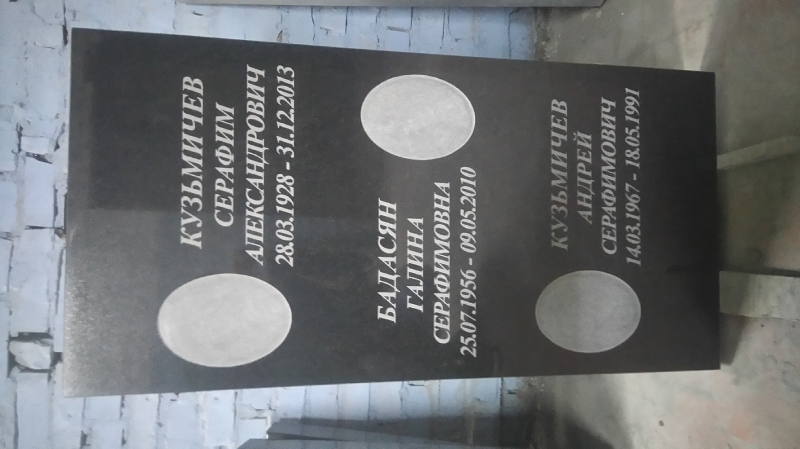 КУЗЬМИЧЕВ
СЕРАФИМ
АЛЕКСАНДРОВИЧ
28.03.1928 - 31.12.2013
БАДАСЯН
ГАЛИНА
СЕРАФИМОВНА
25.07.1956 - 09.05.2010
КУЗЬМИЧЕВ
АНДРЕЙ
СЕРАФИМОВИЧ
14.03.1967 - 18.05.1991